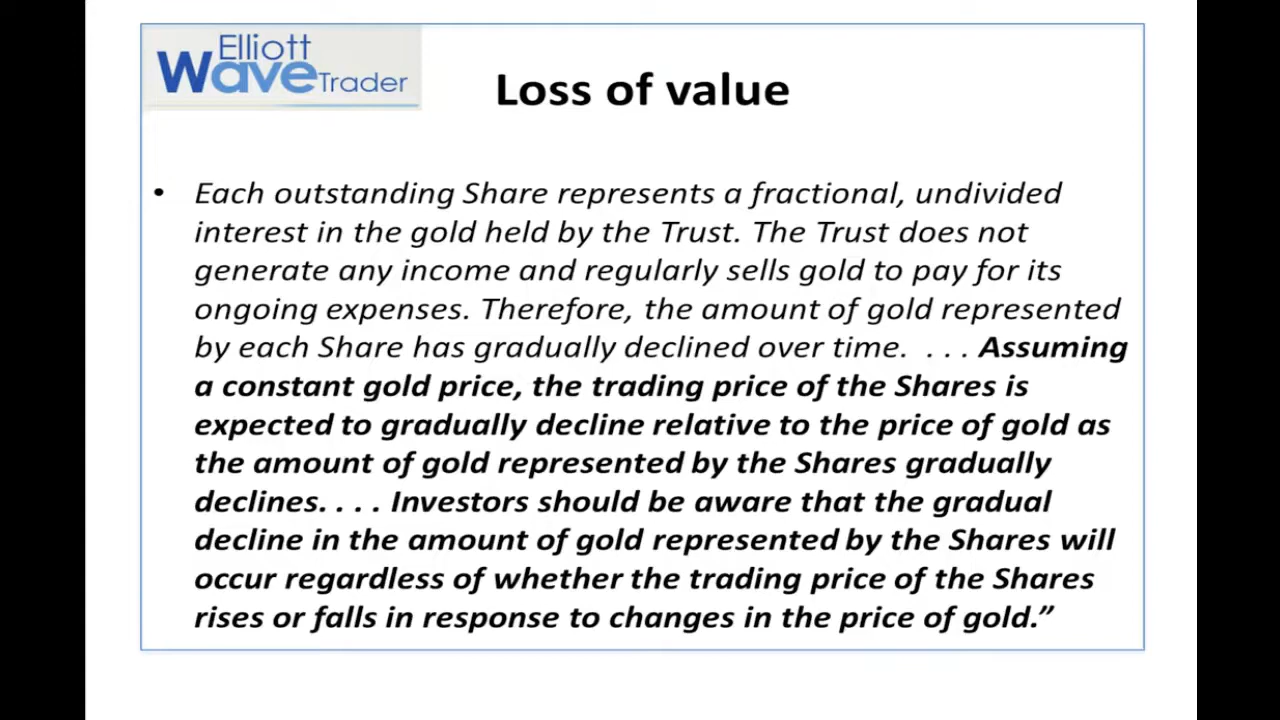 Elliott
WaveTrader
Loss of value
• Each outstanding Share represents a fractional, undivided
interest in the gold held by the Trust. The Trust does not
generate any income and regularly sells gold to pay for its
ongoing expenses. Therefore, the amount of gold represented
by each Share has gradually declined over time.  . . . Assuming
a constant gold price, the trading price of the Shares is
expected to gradually decline relative to the price of gold as
the amount of gold represented by the Shares gradually
declines. . . . Investors should be aware that the gradual
decline in the amount of gold represented by the Shares will
occur regardless of whether the trading price of the Shares
rises or falls in response to changes in the price of gold.”